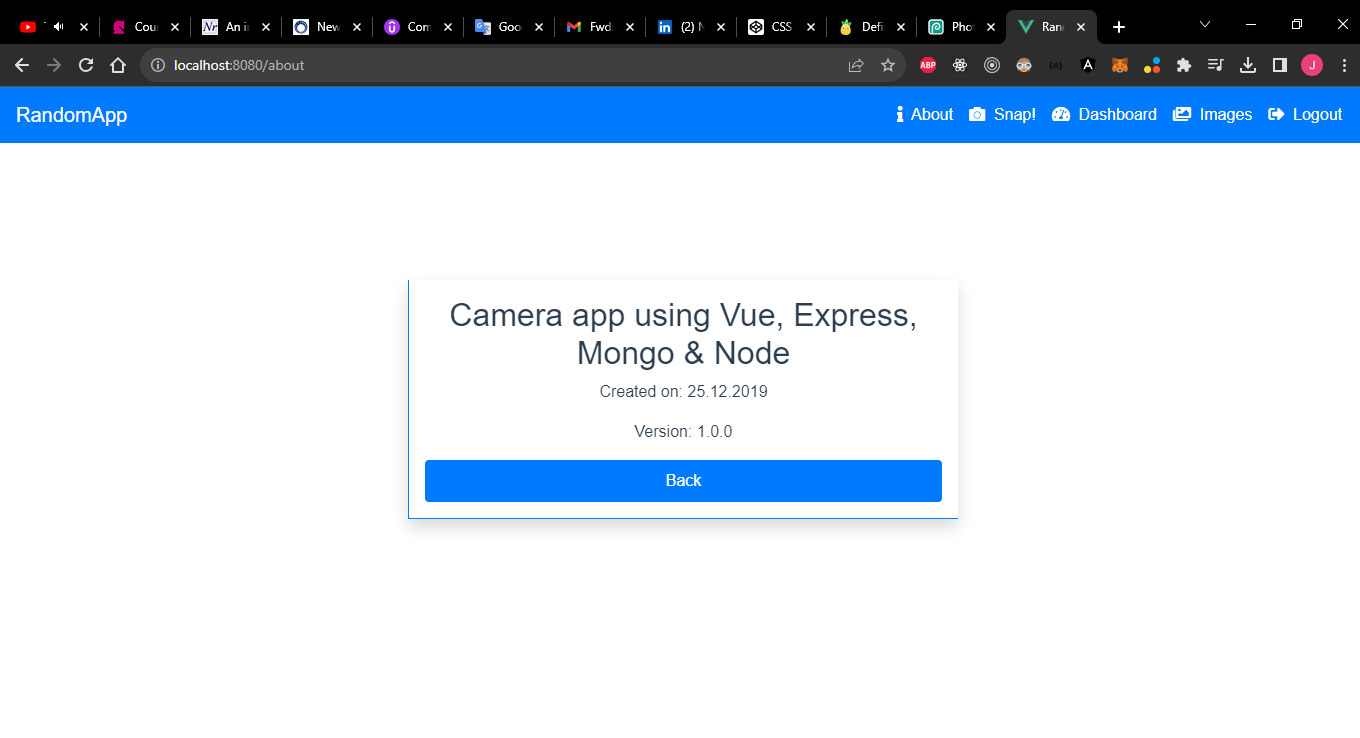 Cour
An i
New
Com
Goo
Fwd:
(2) N
CSS
Defi
Pho
Ran
localhost:8080/about
ABP
J
RandomApp
About
Snap!
Dashboard
Images
Logout
Camera app using Vue, Express,
Mongo & Node
Created on: 25.12.2019
Version: 1.0.0
Back